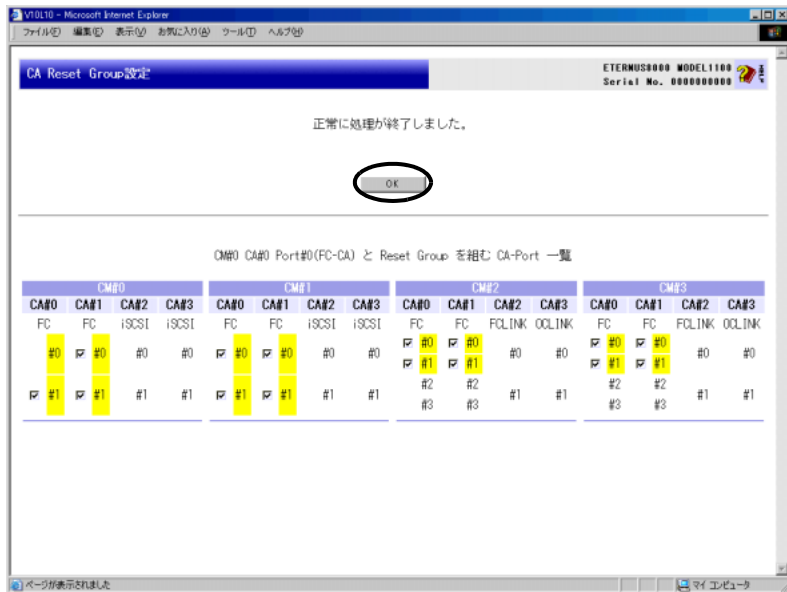 V10L10 - Microsoft Internet Explorer
ファイル(F) 編集(E) 表示(V) お気に入り(A) ツール(T) ヘルプ(H)
CA Reset Group設定
ETERNUS8000 MODEL1100
Serial No. 0000000000
正常に処理が終了しました。
OK
CM#0 CA#0 Port#0(FC-CA) と Reset Group を組む CA-Port 一覧
CM#0 CM#1 CM#2 CM#3
CA#0 CA#1 CA#2 CA#3 CA#0 CA#1 CA#2 CA#3 CA#0 CA#1 CA#2 CA#3 CA#0 CA#1 CA#2 CA#3
FC FC iSCSI iSCSI FC FC iSCSI iSCSI FC FC FCLINK OCLINK FC FC FCLINK OCLINK
#0 #0 #0 #0 #0 #0 #0 #0 #0 #0 #0 #0 #0 #0 #0 #0
#1 #1 #1 #1
#1 #1 #1 #1 #1 #1 #1 #1 #2 #2 #1 #1 #2 #2 #1 #1
#3 #3 #3 #3
ページが表示されました
マイ コンピュータ